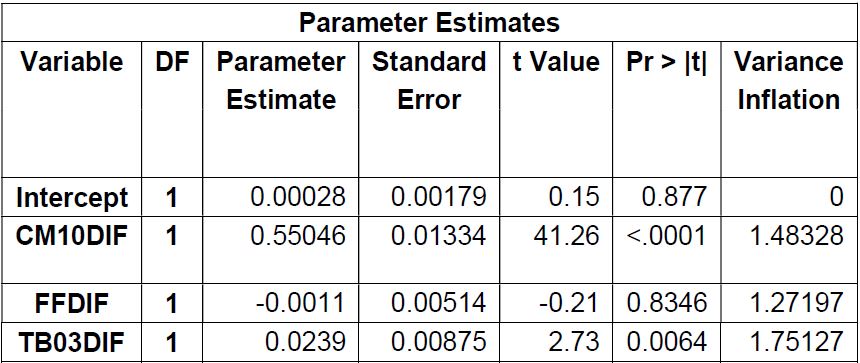 Parameter Estimates
Variable DF Parameter Estimate Standard Error t Value Pr > |t| Variance Inflation
Intercept 1 0.00028 0.00179 0.15 0.877 0
CM10DIF 1 0.55046 0.01334 41.26 <.0001 1.48328
FFDIF 1 -0.0011 0.00514 -0.21 0.8346 1.27197
TB03DIF 1 0.0239 0.00875 2.73 0.0064 1.75127